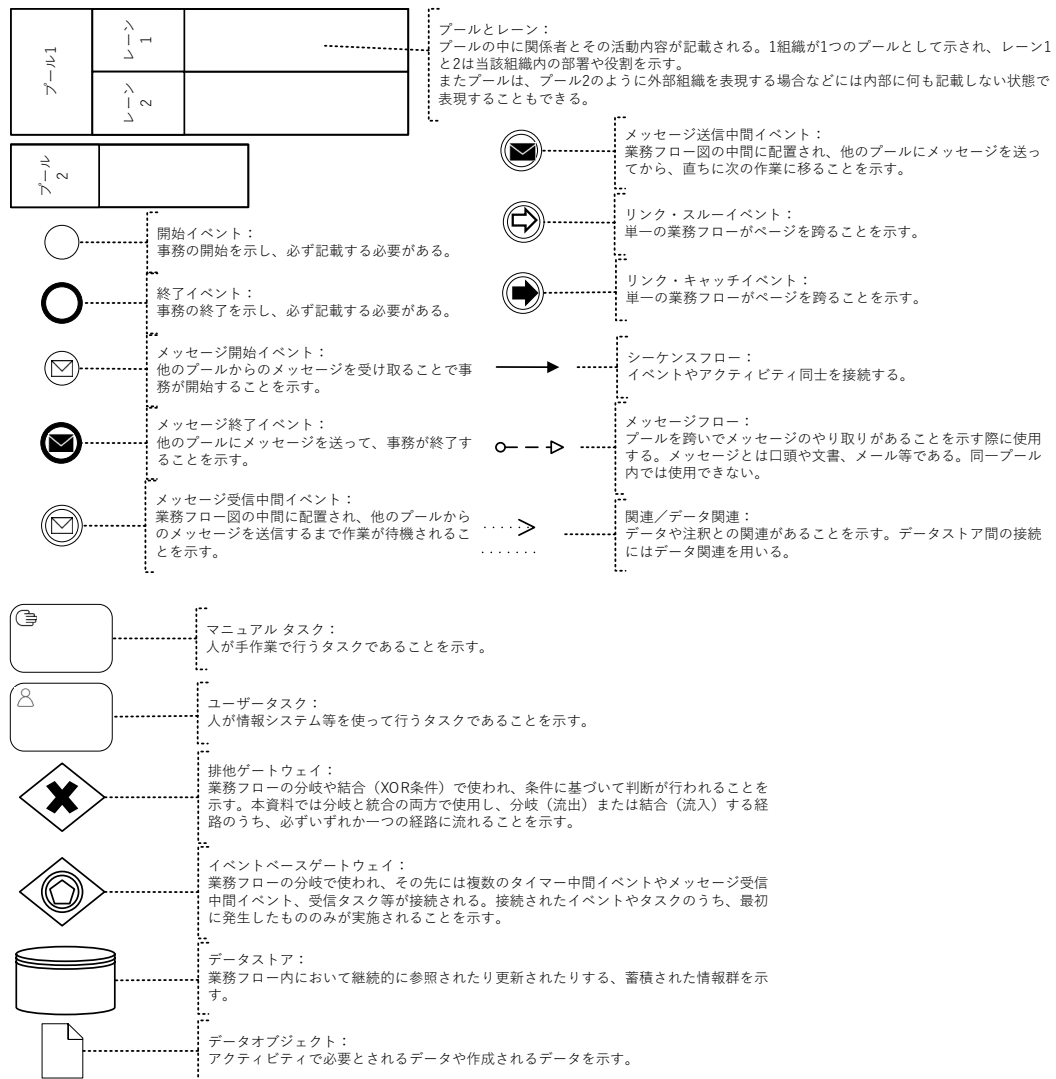 プール1
レーン
1
レーン
2
プール
2
プールとレーン：
プールの中に関係者とその活動内容が記載される。1組織が1つのプールとして示され、レーン1
と2は当該組織内の部署や役割を示す。
またプールは、プール2のように外部組織を表現する場合などには内部に何も記載しない状態で
表現することもできる。
開始イベント：
事務の開始を示し、必ず記載する必要がある。
終了イベント：
事務の終了を示し、必ず記載する必要がある。
メッセージ開始イベント：
他のプールからのメッセージを受け取ることで事
務が開始することを示す。
メッセージ終了イベント：
他のプールにメッセージを送って、事務が終了す
ることを示す。
メッセージ受信中間イベント：
業務フロー図の中間に配置され、他のプールから
のメッセージを送信するまで作業が待機されるこ
とを示す。
メッセージ送信中間イベント：
業務フロー図の中間に配置され、他のプールにメッセージを送っ
てから、直ちに次の作業に移ることを示す。
リンク・スルーイベント：
単一の業務フローがページを跨ることを示す。
リンク・キャッチイベント：
単一の業務フローがページを跨ることを示す。
シーケンスフロー：
イベントやアクティビティ同士を接続する。
メッセージフロー：
プールを跨いでメッセージのやり取りがあることを示す際に使用
する。メッセージとは口頭や文書、メール等である。同一プール
内では使用できない。
関連／データ関連：
データや注釈との関連があることを示す。データストア間の接続
にはデータ関連を用いる。
マニュアル タスク：
人が手作業で行うタスクであることを示す。
ユーザータスク：
人が情報システム等を使って行うタスクであることを示す。
排他ゲートウェイ：
業務フローの分岐や結合（XOR条件）で使われ、条件に基づいて判断が行われることを
示す。本資料では分岐と統合の両方で使用し、分岐（流出）または結合（流入）する経
路のうち、必ずいずれか一つの経路に流れることを示す。
イベントベースゲートウェイ：
業務フローの分岐で使われ、その先には複数のタイマー中間イベントやメッセージ受信
中間イベント、受信タスク等が接続される。接続されたイベントやタスクのうち、最初
に発生したもののみが実施されることを示す。
データストア：
業務フロー内において継続的に参照されたり更新されたりする、蓄積された情報群を示
す。
データオブジェクト：
アクティビティで必要とされるデータや作成されるデータを示す。